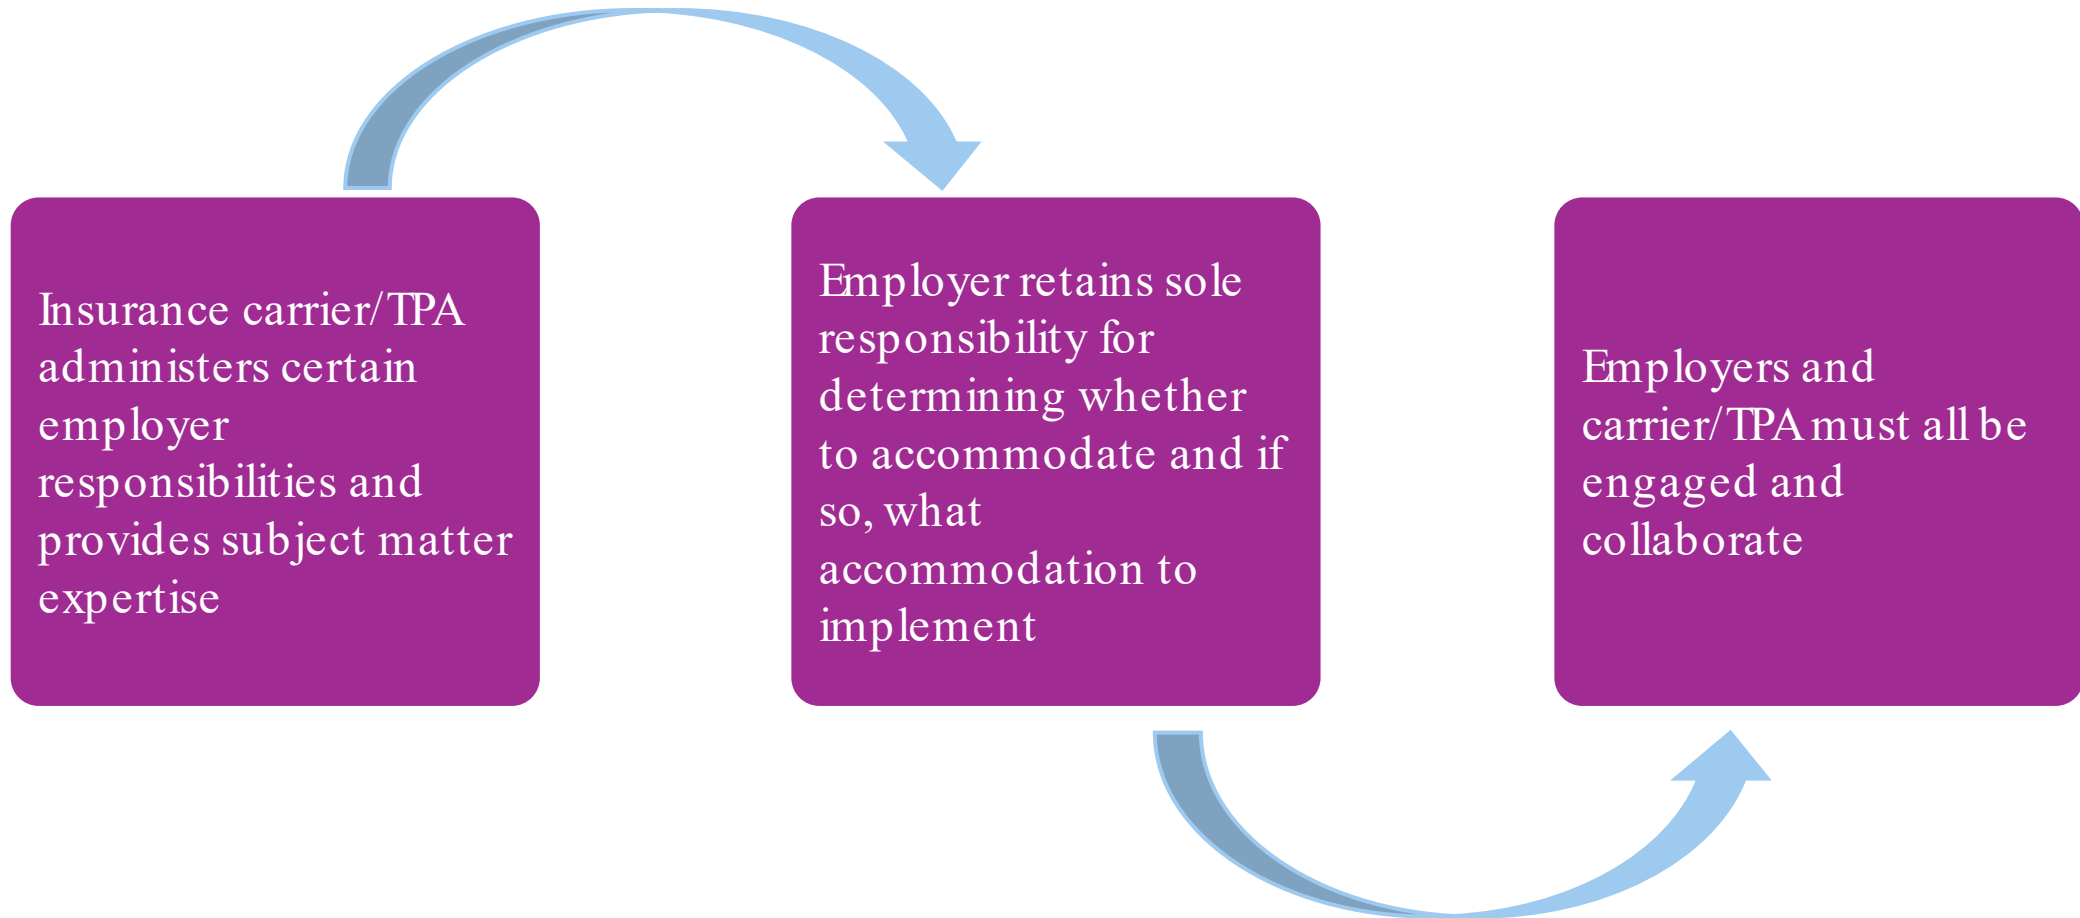 Insurance carrier/TPA
administers certain
employer
responsibilities and
provides subject matter
expertise
Employer retains sole
responsibility for
determining whether
to accommodate and if
so, what
accommodation to
implement
Employers and
carrier/TPA must all be
engaged and
collaborate